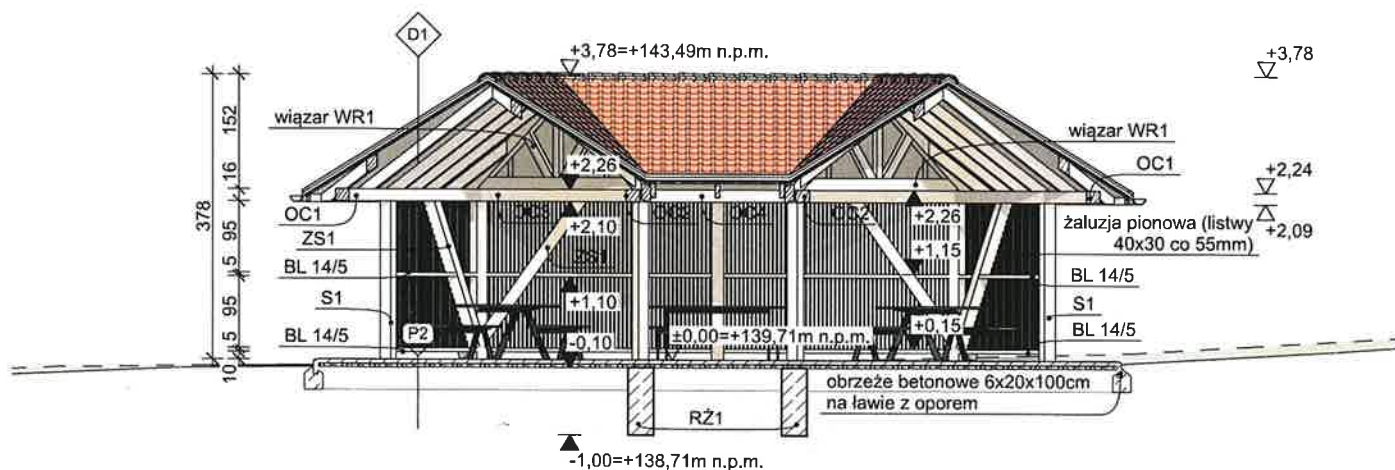 D1
+3,78=+143,49m n.p.m.
+3,78
wiązar WR1
wiązar WR1
OC1
152
16
378
95
5
95
5
10
+2,26
+2,24
OC1
OC3
OC2
OC4
OC2
+2,10
+2,26
żaluzja pionowa (listwy
40x30 co 55mm)
+2,09
ZS1
ZS1
+1,15
BL 14/5
BL 14/5
S1
+1,10
S1
+0,15
BL 14/5
P2
-0,10
±0,00=+139,71m n.p.m.
BL 14/5
obrzeże betonowe 6x20x100cm
na ławie z oporem
RŻ1
-1,00=+138,71m n.p.m.